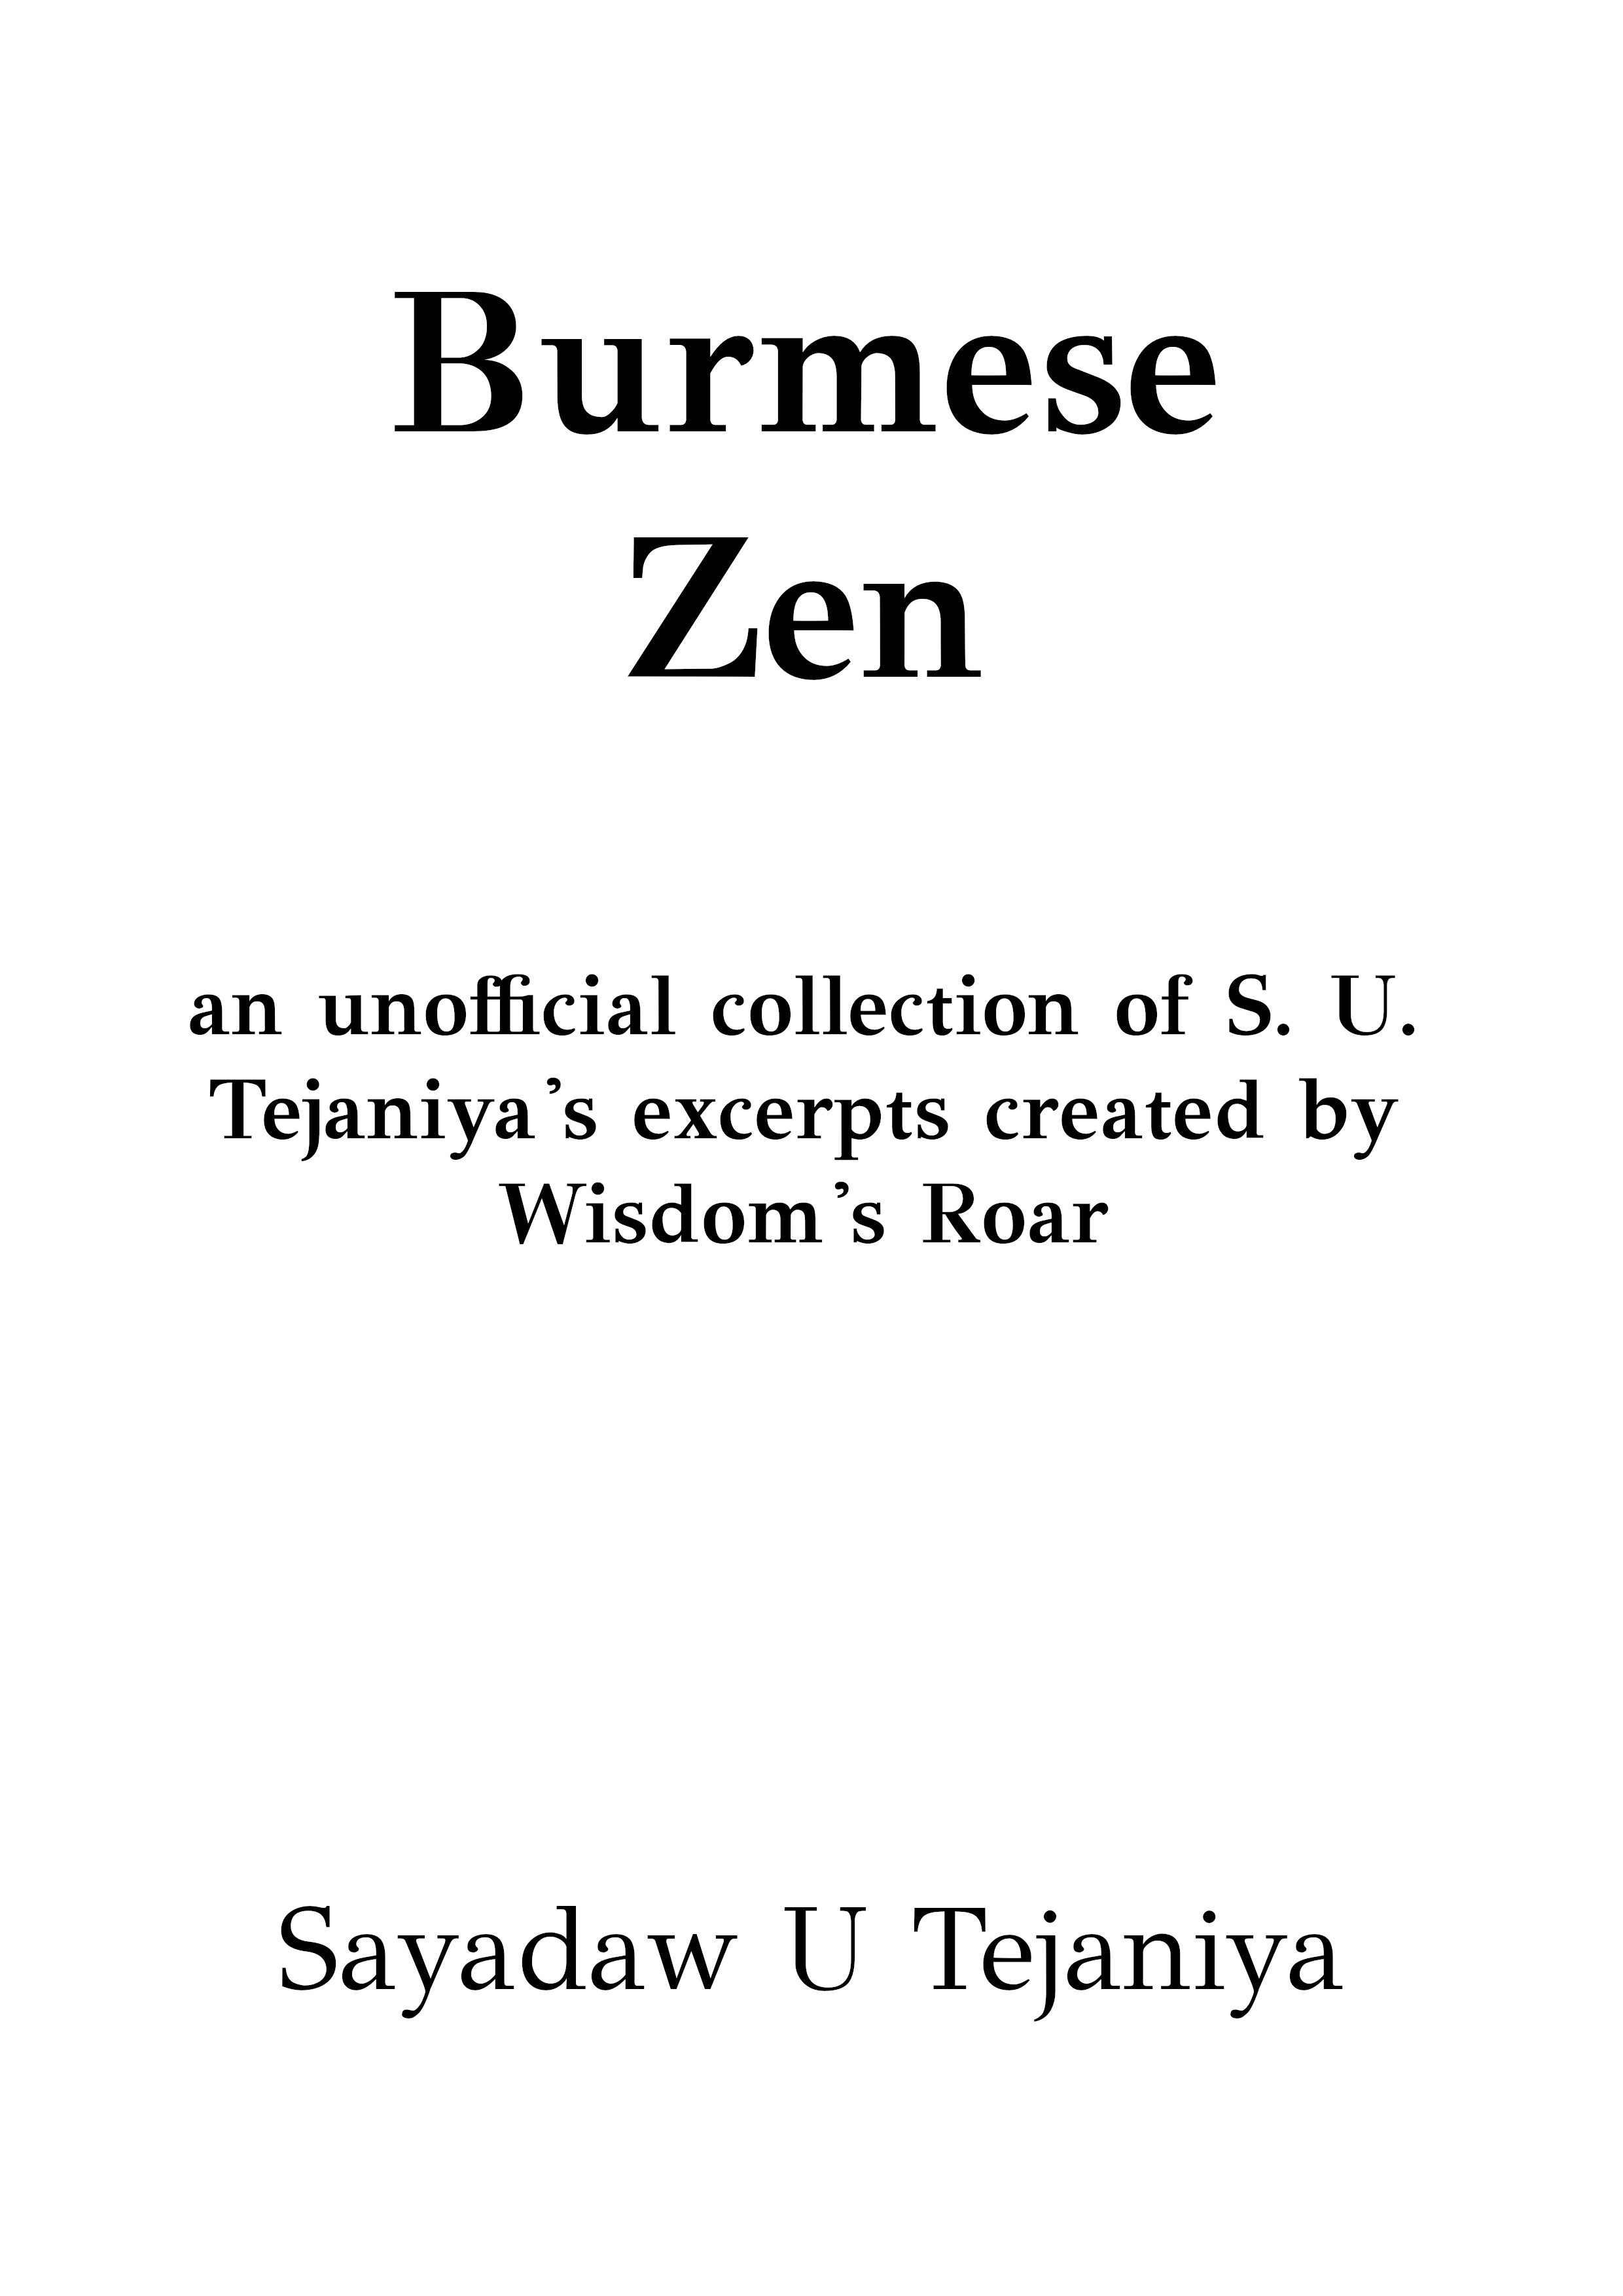 Burmese
Zen
an unofficial collection of S. U.
Tejaniya's excerpts created by
Wisdom's Roar
Sayadaw U Tejaniya